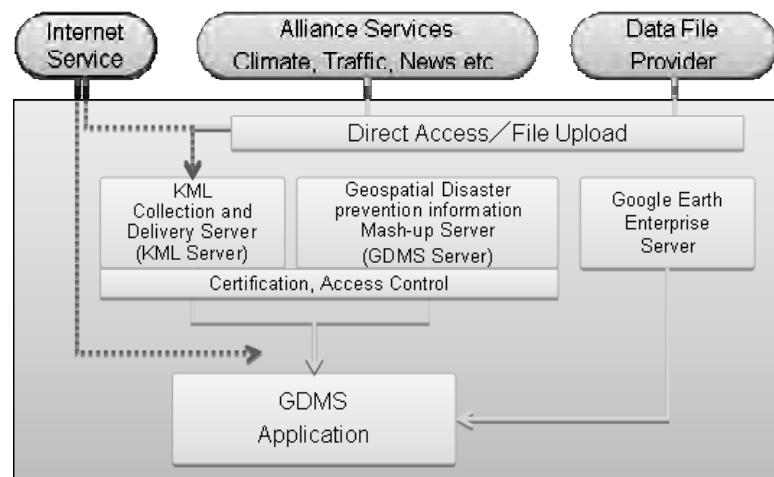 Internet
Service
Alliance Services
Climate, Traffic, News etc
Data File
Provider
Direct Access／File Upload
KML
Collection and
Delivery Server
(KML Server)
Geospatial Disaster
prevention information
Mash-up Server
(GDMS Server)
Google Earth
Enterprise
Server
Certification, Access Control
GDMS
Application